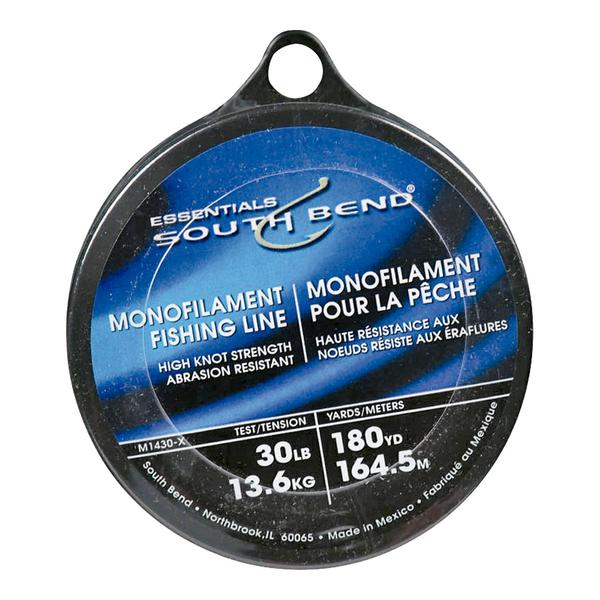 ESSENTIALS
SOUTH BEND®
MONOFILAMENT
FISHING LINE
HIGH KNOT STRENGTH
ABRASION RESISTANT
MONOFILAMENT
POUR LA PÊCHE
HAUTE RÉSISTANCE AUX
NOEUDS RÉSISTE AUX ÉRAFLURES
M1430-X
TEST/TENSION
30LB
13.6KG
YARDS/METERS
180YD
164.5M
South Bend • Northbrook, IL 60065 • Made in Mexico • Fabriqué au Mexique